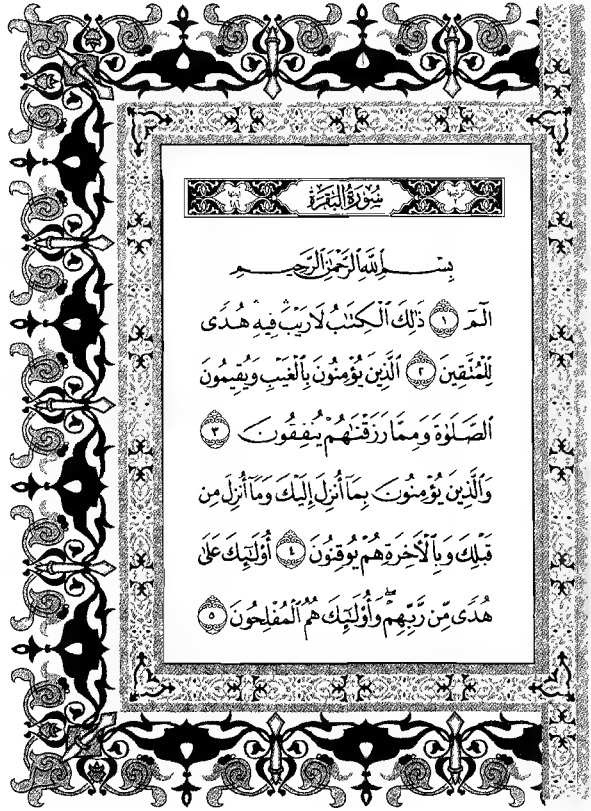 سُورَةُ البَقَرَةِ
بِسْمِ ٱللَّهِ ٱلرَّحْمَٰنِ ٱلرَّحِيمِ
الٓمٓ ١ ذَٰلِكَ ٱلْكِتَٰبُ لَا رَيْبَۛ فِيهِۛ هُدًى
لِّلْمُتَّقِينَ ٢ ٱلَّذِينَ يُؤْمِنُونَ بِٱلْغَيْبِ وَيُقِيمُونَ
ٱلصَّلَوٰةَ وَمِمَّا رَزَقْنَٰهُمْ يُنفِقُونَ ٣
وَٱلَّذِينَ يُؤْمِنُونَ بِمَآ أُنزِلَ إِلَيْكَ وَمَآ أُنزِلَ مِن
قَبْلِكَ وَبِٱلْءَاخِرَةِ هُمْ يُوقِنُونَ ٤ أُو۟لَٰٓئِكَ عَلَىٰ
هُدًى مِّن رَّبِّهِمْۖ وَأُو۟لَٰٓئِكَ هُمُ ٱلْمُفْلِحُونَ ٥